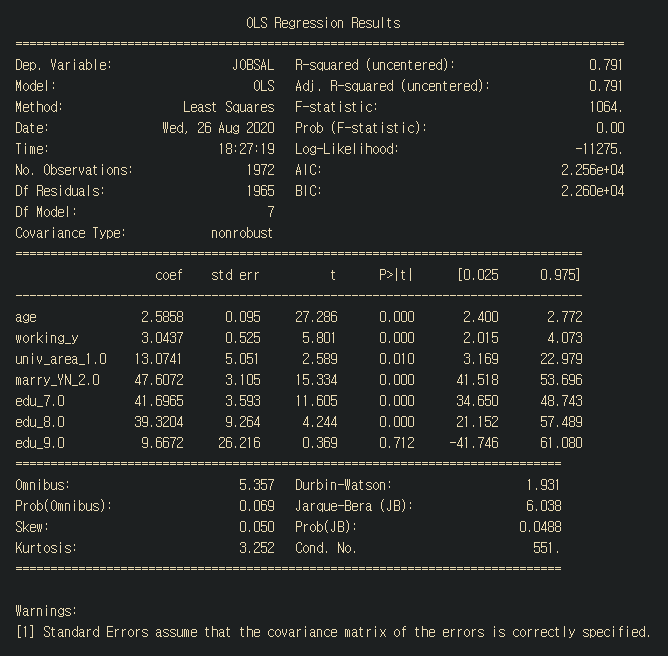 OLS Regression Results
==============================================================================
Dep. Variable: JOBSAL R-squared (uncentered): 0.791
Model: OLS Adj. R-squared (uncentered): 0.791
Method: Least Squares F-statistic: 1064.
Date: Wed, 26 Aug 2020 Prob (F-statistic): 0.00
Time: 18:27:19 Log-Likelihood: -11275.
No. Observations: 1972 AIC: 2.256e+04
Df Residuals: 1965 BIC: 2.260e+04
Df Model: 7
Covariance Type: nonrobust
==============================================================================
coef std err t P>|t| [0.025 0.975]
------------------------------------------------------------------------------
age 2.5858 0.095 27.286 0.000 2.400 2.772
working_y 3.0437 0.525 5.801 0.000 2.015 4.073
univ_area_1.0 13.0741 5.051 2.589 0.010 3.169 22.979
marry_YN_2.0 47.6072 3.105 15.334 0.000 41.518 53.696
edu_7.0 41.6965 3.593 11.605 0.000 34.650 48.743
edu_8.0 39.3204 9.264 4.244 0.000 21.152 57.489
edu_9.0 9.6672 26.216 0.369 0.712 -41.746 61.080
==============================================================================
Omnibus: 5.357 Durbin-Watson: 1.931
Prob(Omnibus): 0.069 Jarque-Bera (JB): 6.038
Skew: 0.050 Prob(JB): 0.0488
Kurtosis: 3.252 Cond. No. 551.
==============================================================================
Warnings:
[1] Standard Errors assume that the covariance matrix of the errors is correctly specified.